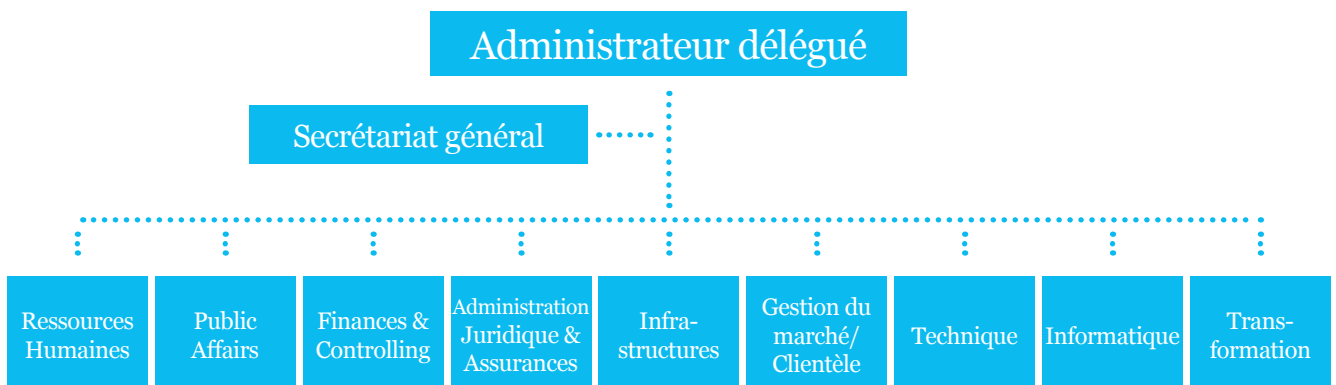 Administrateur délégué
Secrétariat général
Ressources
Humaines
Public
Affairs
Finances &
Controlling
Administration
Juridique &
Assurances
Infra-
structures
Gestion du
marché/
Clientèle
Technique
Informatique
Trans-
formation